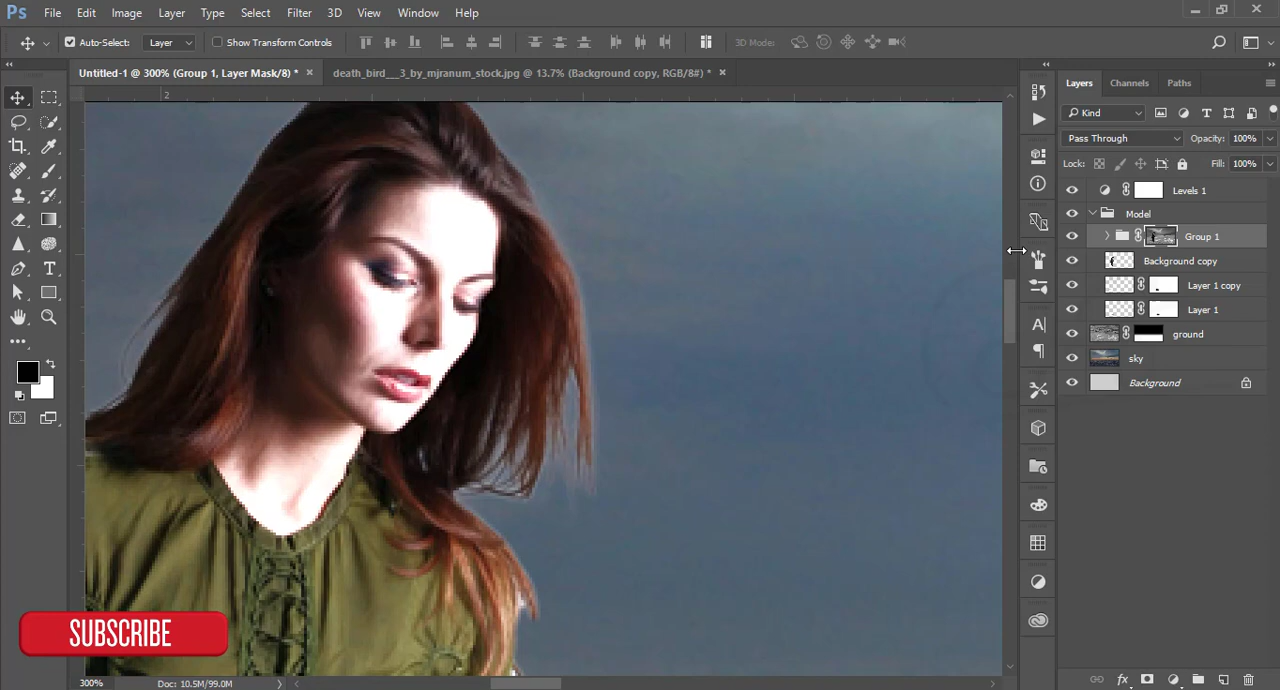 Ps File Edit Image Layer Type Select Filter 3D View Window Help
Auto-Select: Layer Show Transform Controls 3D Mode:
Untitled-1 @ 300% (Group 1, Layer Mask/8) * × death_bird__3_by_mjranum_stock.jpg @ 13.7% (Background copy, RGB/8#) * ×
2
Layers Channels Paths
Kind
Pass Through Opacity: 100%
Lock: Fill: 100%
Levels 1
Model
Group 1
Background copy
Layer 1 copy
Layer 1
ground
sky
Background
SUBSCRIBE
300% Doc: 10.5M/99.0M